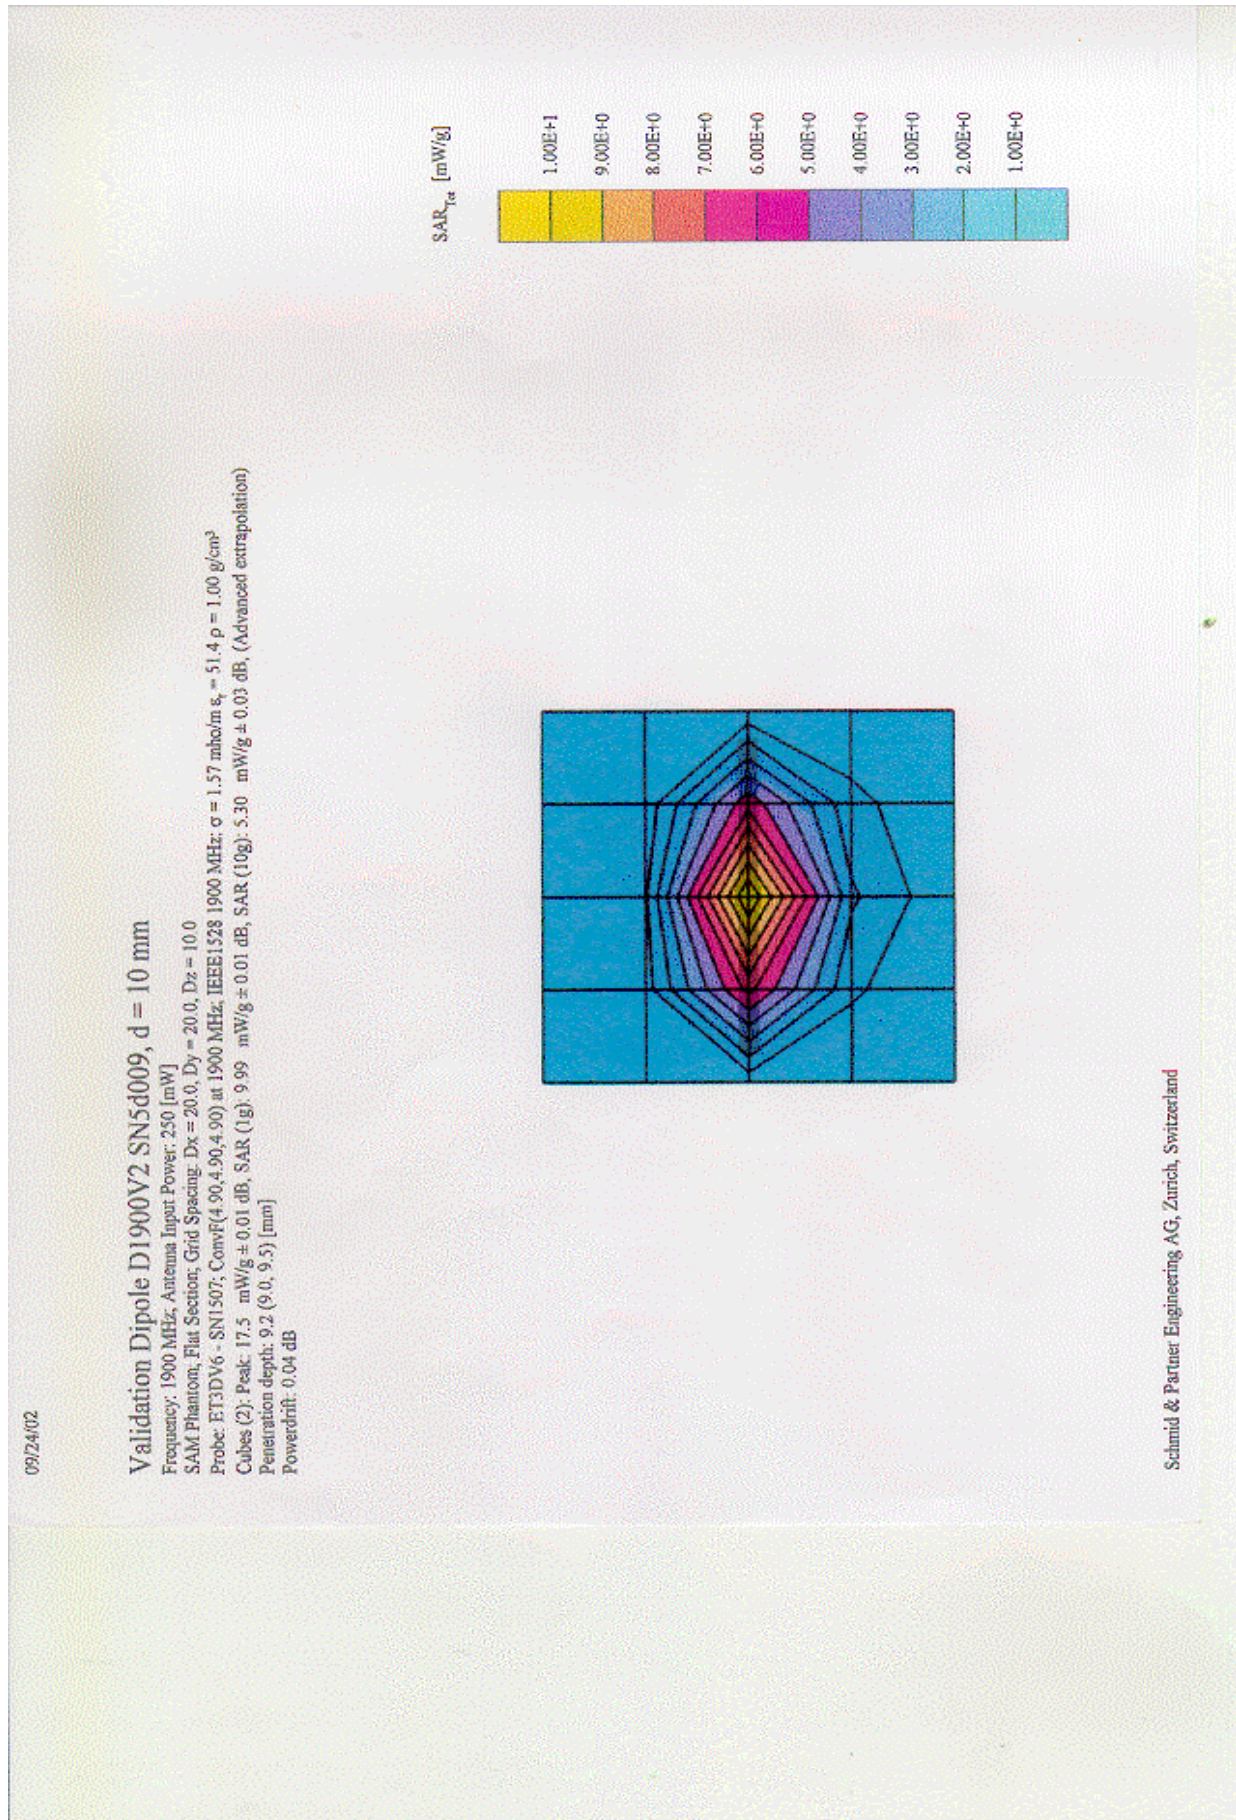 09/24/02
Validation Dipole D1900V2 SN5d009, d = 10 mm
Frequency: 1900 MHz; Antenna Input Power: 250 [mW]
SAM Phantom; Flat Section; Grid Spacing: Dx = 20.0, Dy = 20.0, Dz = 10.0
Probe: ET3DV6 - SN1507; ConvF(4.90,4.90,4.90) at 1900 MHz; IEEE1528 1900 MHz; σ = 1.57 mho/m εr = 51.4 ρ = 1.00 g/cm³
Cubes (2): Peak: 17.5 mW/g ± 0.01 dB, SAR (1g): 9.99 mW/g ± 0.01 dB, SAR (10g): 5.30 mW/g ± 0.03 dB, (Advanced extrapolation)
Penetration depth: 9.2 (9.0, 9.5) [mm]
Powerdrift: 0.04 dB
SAR Tot [mW/g]
1.00E+1
9.00E+0
8.00E+0
7.00E+0
6.00E+0
5.00E+0
4.00E+0
3.00E+0
2.00E+0
1.00E+0
Schmid & Partner Engineering AG, Zurich, Switzerland